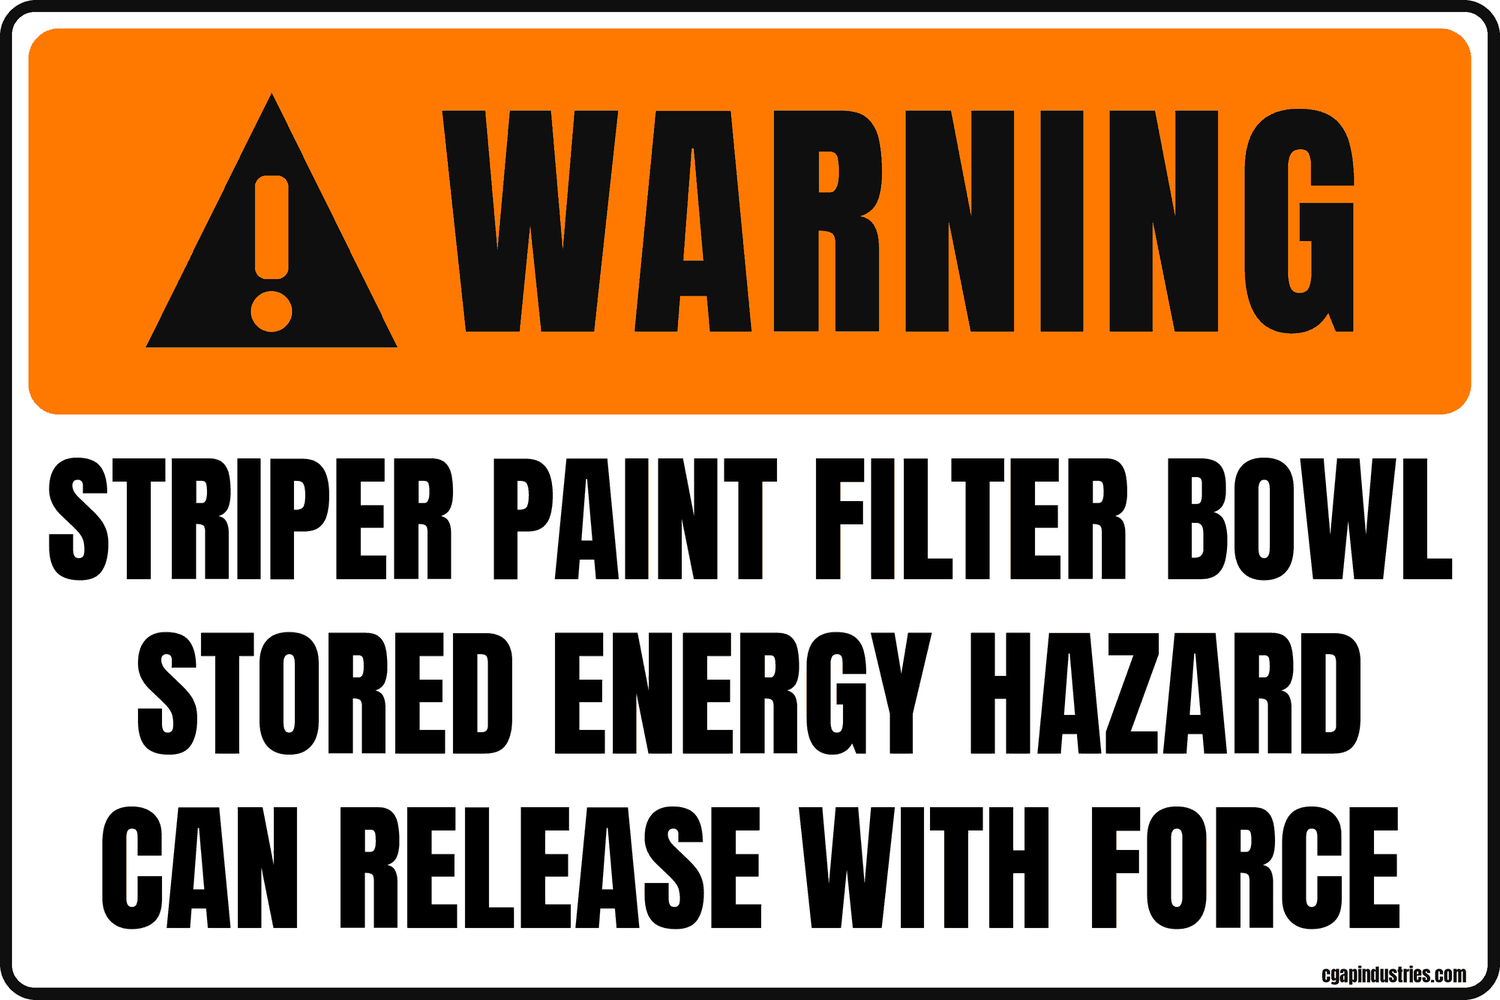 WARNING
STRIPER PAINT FILTER BOWL
STORED ENERGY HAZARD
CAN RELEASE WITH FORCE
cgapindustries.com